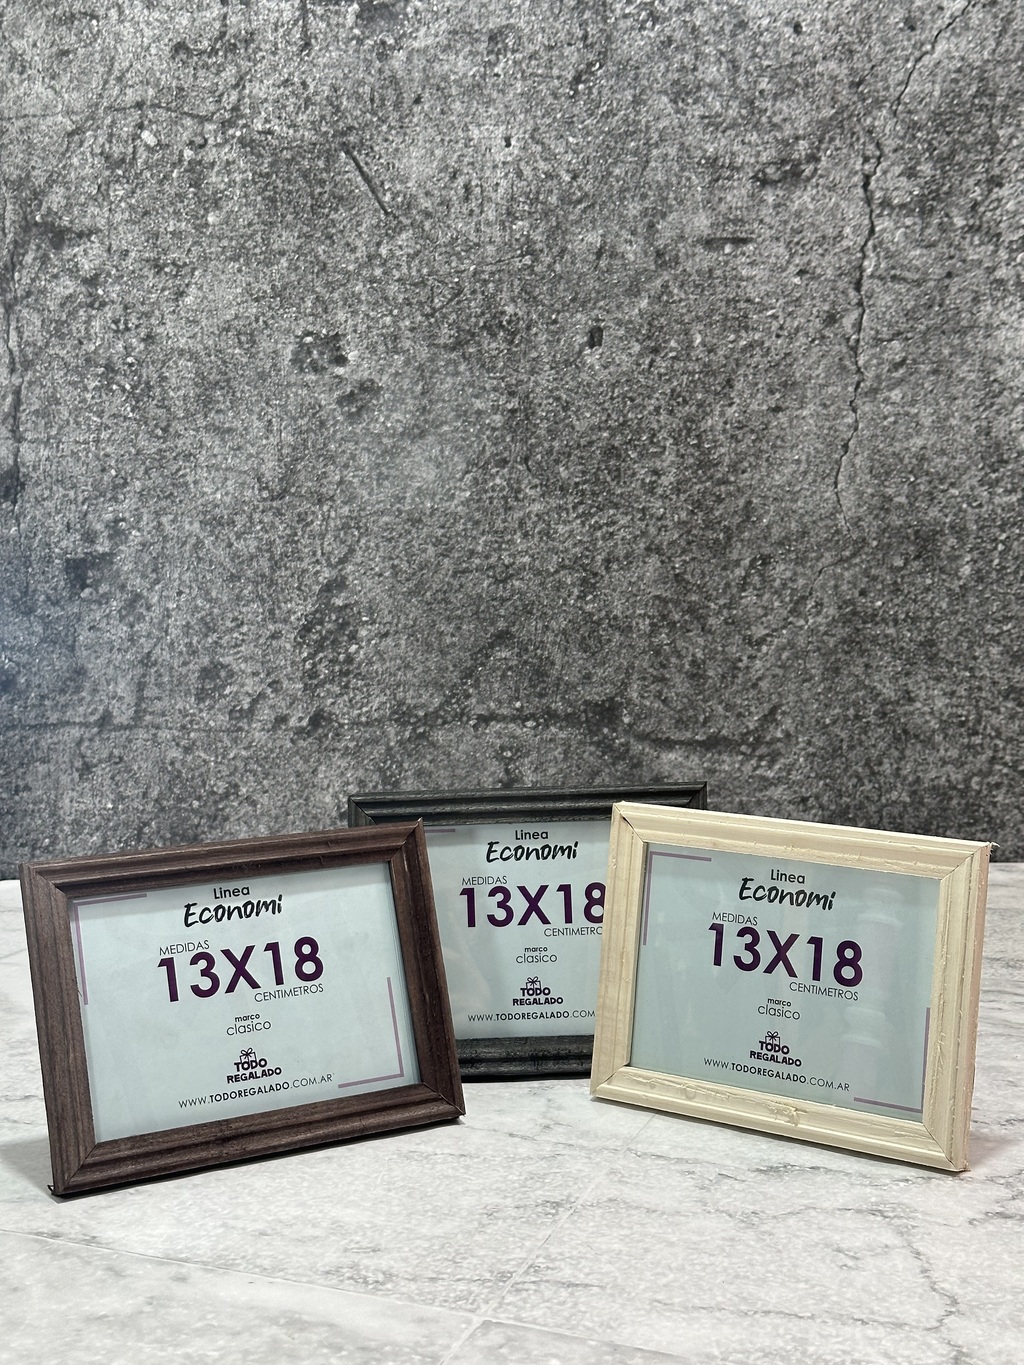 Linea
Economi
MEDIDAS
13X18
CENTIMETROS
marco
clasico
TODO
REGALADO
WWW.TODOREGALADO.COM.AR
Linea
Economi
MEDIDAS
13X18
CENTIMETRO
marco
clasico
TODO
REGALADO
WWW.TODOREGALADO.COM
Linea
Economi
MEDIDAS
13X18
CENTIMETROS
marco
clasico
TODO
REGALADO
WWW.TODOREGALADO.COM.AR